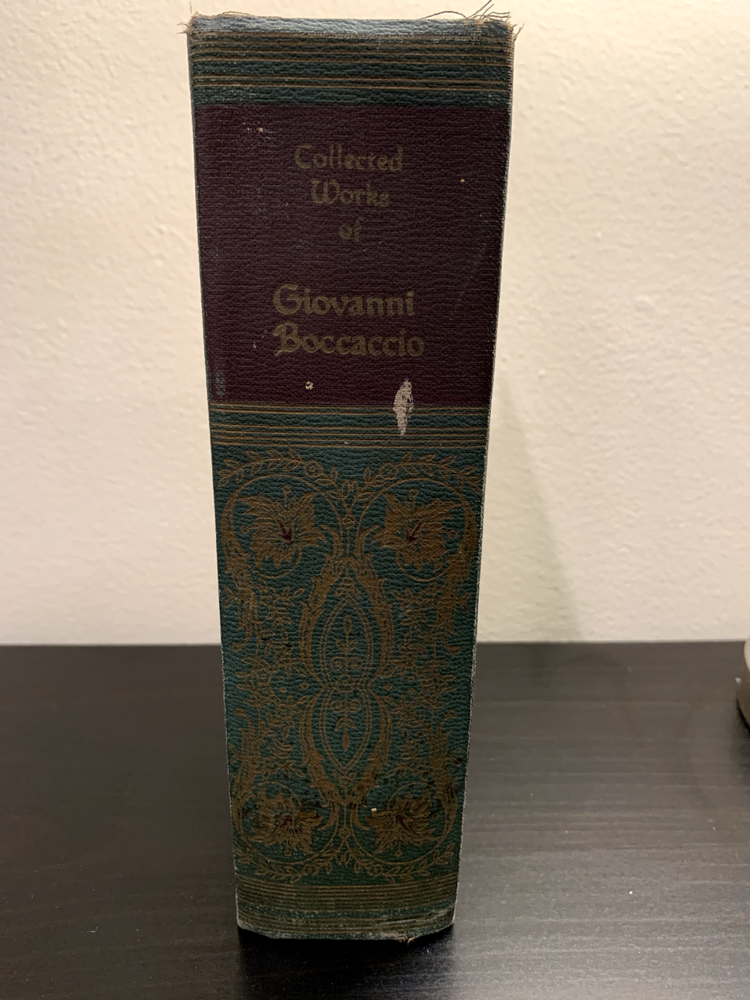 Collected
Works
of
Giovanni
Boccaccio